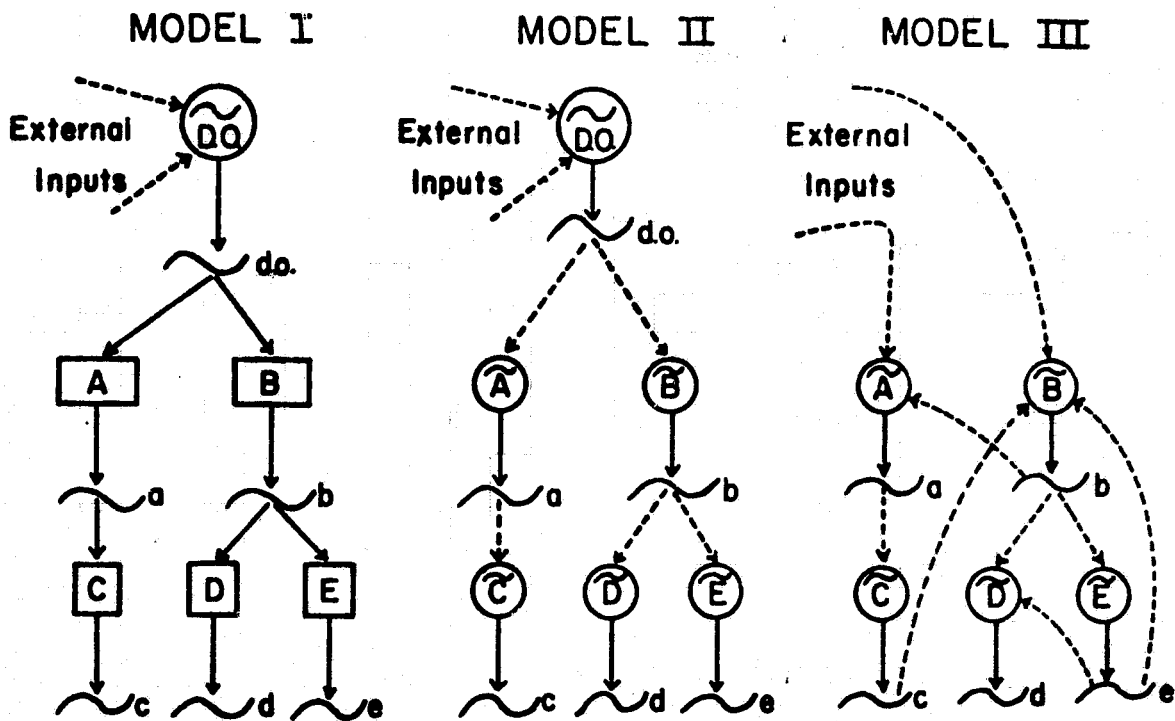 MODEL I
MODEL II
MODEL III
External
Inputs
D.O.
d.o.
A
B
a
b
C
D
E
c
d
e
External
Inputs
D.O.
d.o.
A
B
a
b
C
D
E
c
d
e
External
Inputs
A
B
a
b
C
D
E
c
d
e